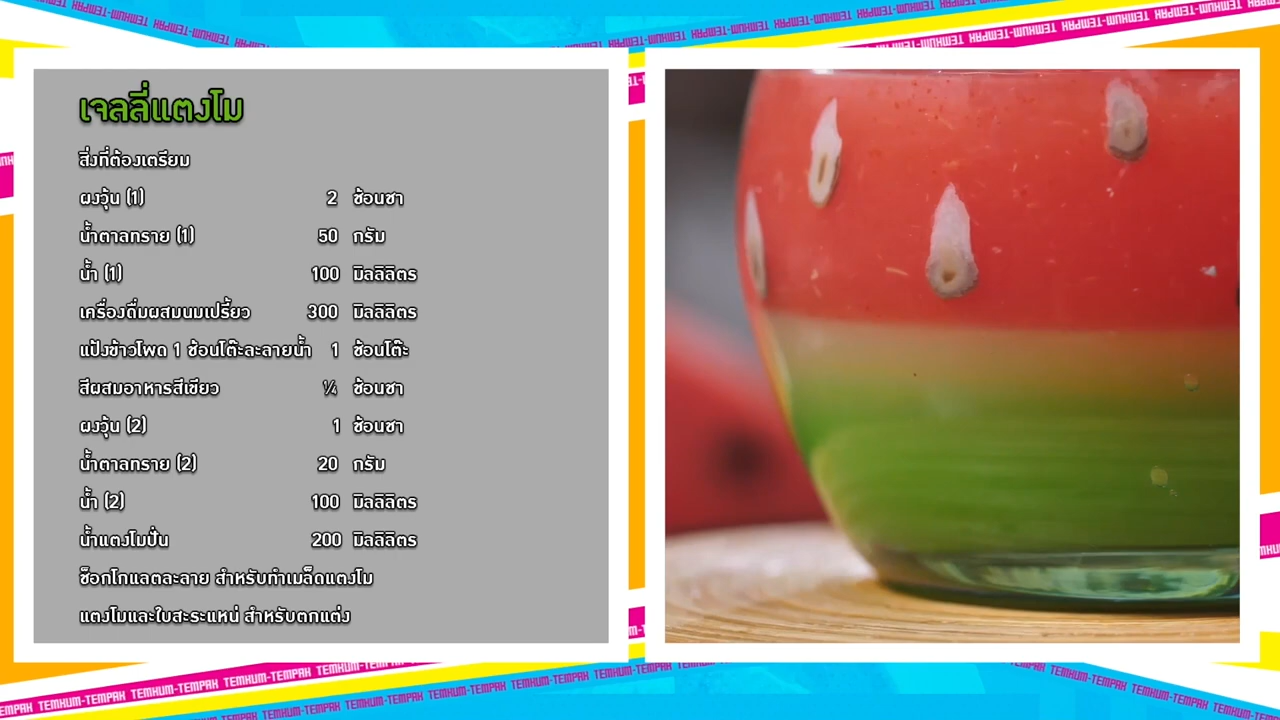 เจลลี่แตงโม
สิ่งที่ต้องเตรียม
ผงวุ้น (1) 2 ช้อนชา
น้ำตาลทราย (1) 50 กรัม
น้ำ (1) 100 มิลลิลิตร
เครื่องดื่มผสมนมเปรี้ยว 300 มิลลิลิตร
แป้งข้าวโพด 1 ช้อนโต๊ะละลายน้ำ 1 ช้อนโต๊ะ
สีผสมอาหารสีเขียว ¼ ช้อนชา
ผงวุ้น (2) 1 ช้อนชา
น้ำตาลทราย (2) 20 กรัม
น้ำ (2) 100 มิลลิลิตร
น้ำแตงโมปั่น 200 มิลลิลิตร
ช็อกโกแลตละลาย สำหรับทำเมล็ดแตงโม
แตงโมและใบสะระแหน่ สำหรับตกแต่ง
TEMHUM-TEMPAK TEMHUM-TEMPAK TEMHUM-TEMPAK TEMHUM-TEMPAK